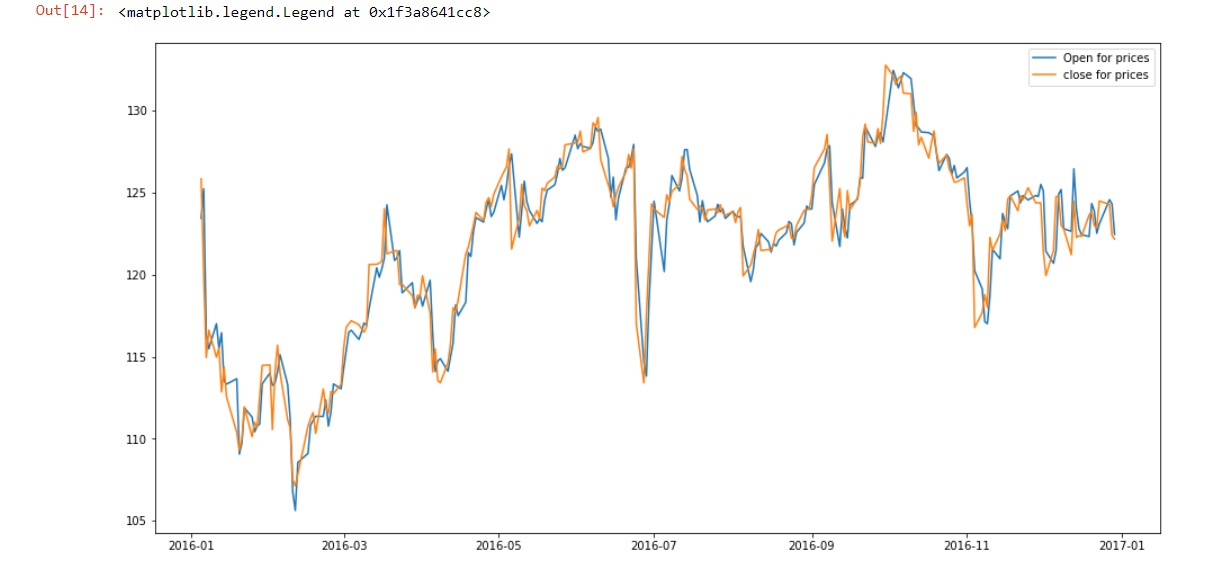 Out[14]: <matplotlib.legend.Legend at 0x1f3a8641cc8>
Open for prices
close for prices
130
125
120
115
110
105
2016-01 2016-03 2016-05 2016-07 2016-09 2016-11 2017-01